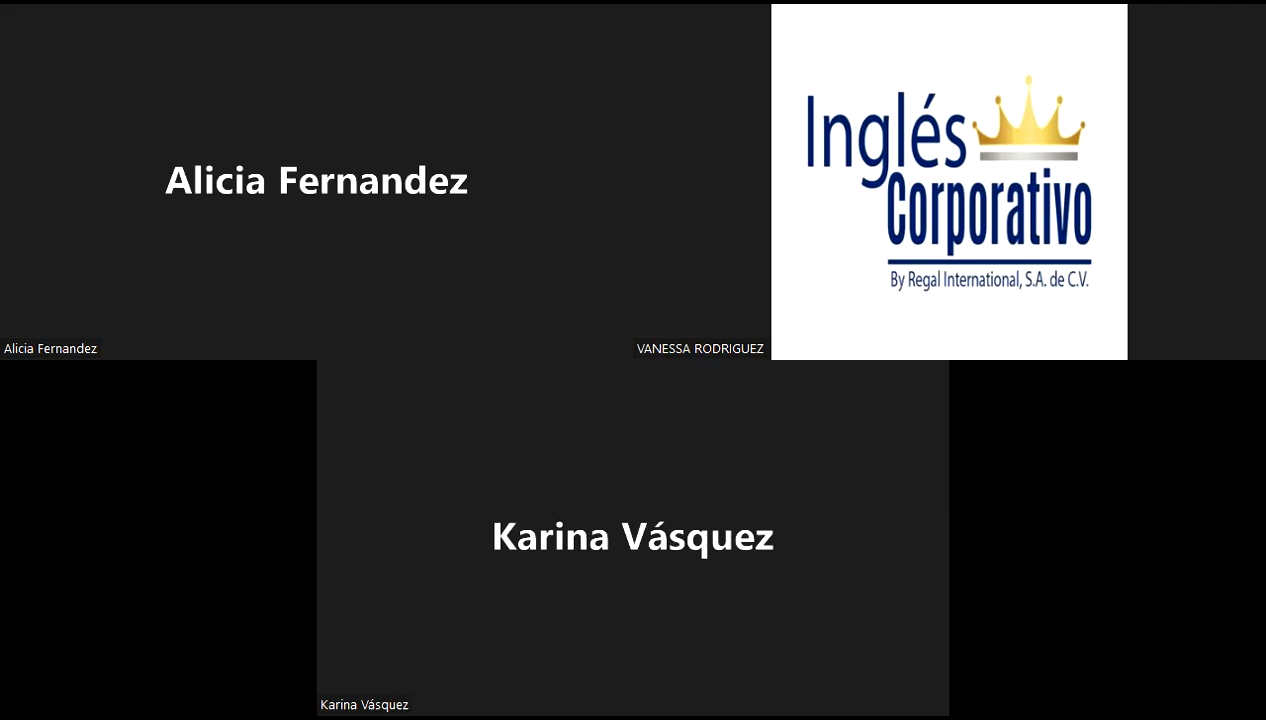 Alicia Fernandez
Inglés
Corporativo
By Regal International, S.A. de C.V.
Alicia Fernandez
VANESSA RODRIGUEZ
Karina Vásquez
Karina Vásquez